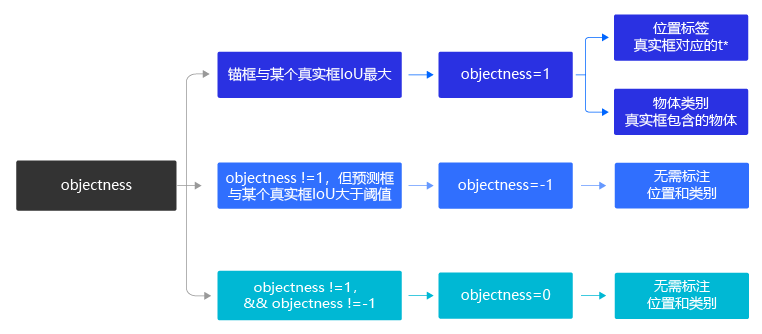 objectness
锚框与某个真实框IoU最大
objectness=1
位置标签
真实框对应的t*
物体类别
真实框包含的物体
objectness !=1，但预测框
与某个真实框IoU大于阈值
objectness=-1
无需标注
位置和类别
objectness !=1，
&& objectness !=-1
objectness=0
无需标注
位置和类别